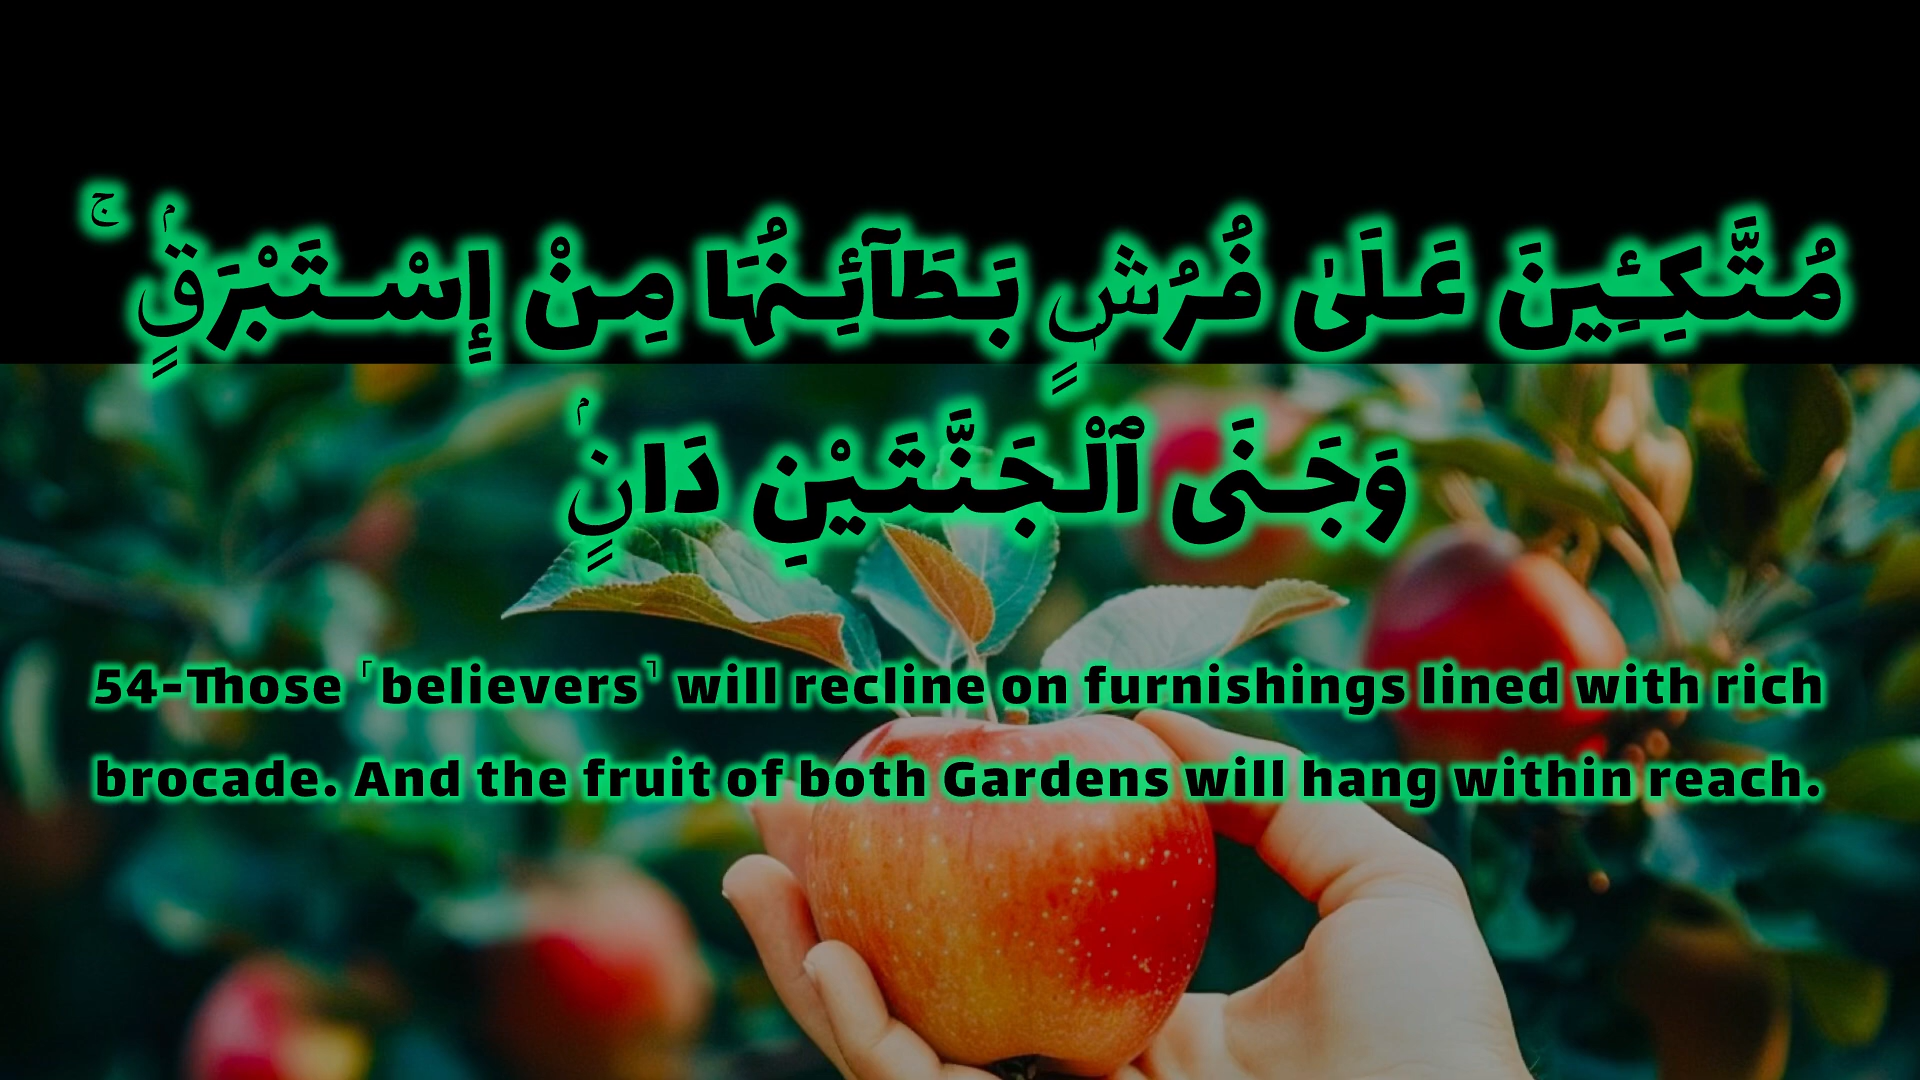 مُتَّكِـِٔينَ عَلَىٰ فُرُشٍۭ بَطَآئِنُهَا مِنْ إِسْتَبْرَقٍۢ ۚ
وَجَنَى ٱلْجَنَّتَيْنِ دَانٍۢ
54-Those ˹believers˺ will recline on furnishings lined with rich
brocade. And the fruit of both Gardens will hang within reach.